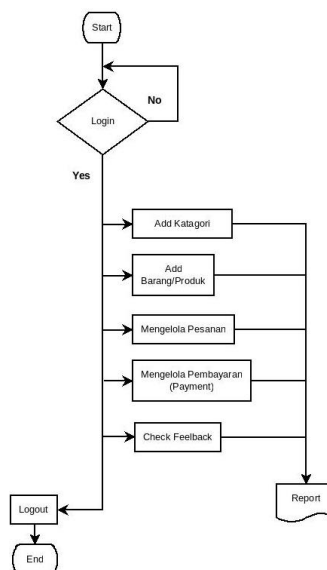 Start
No
Login
Yes
Add Katagori
Add
Barang/Produk
Mengelola Pesanan
Mengelola Pembayaran
(Payment)
Check Feelback
Logout
Report
End